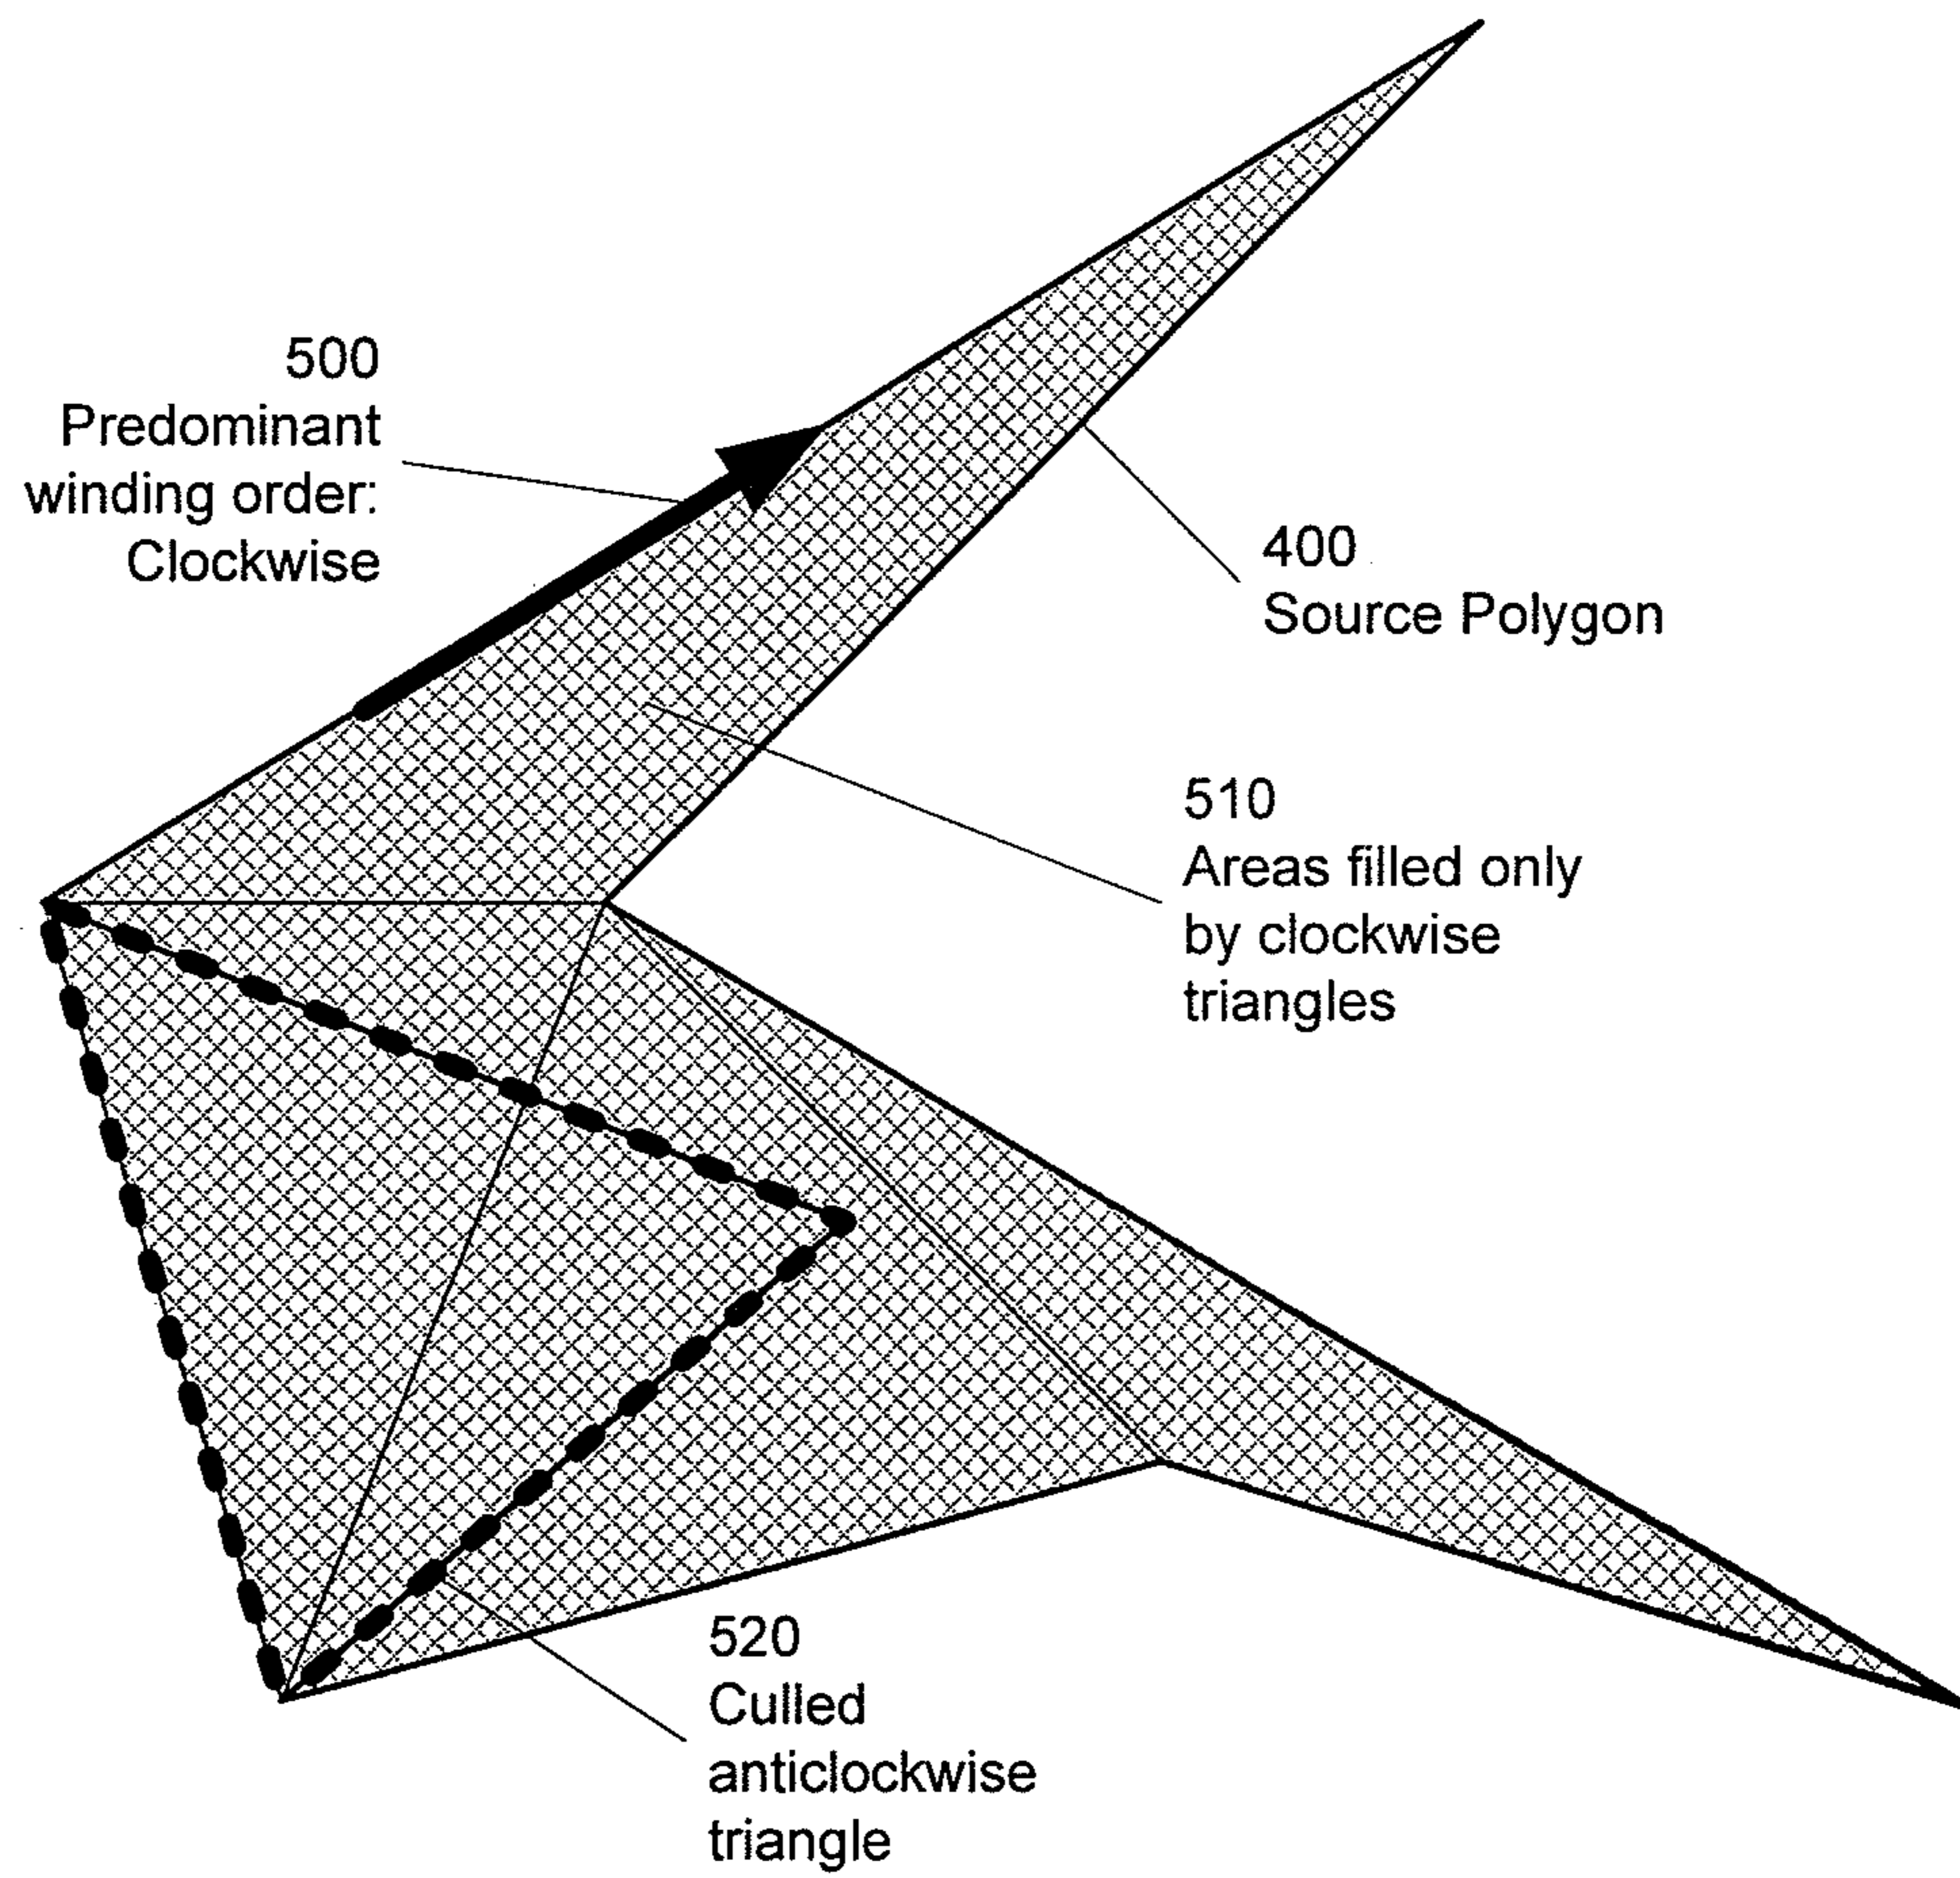 500
Predominant
winding order:
Clockwise
400
Source Polygon
510
Areas filled only
by clockwise
triangles
520
Culled
anticlockwise
triangle